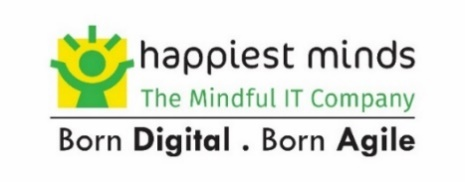 happiest minds
The Mindful IT Company
Born Digital . Born Agile